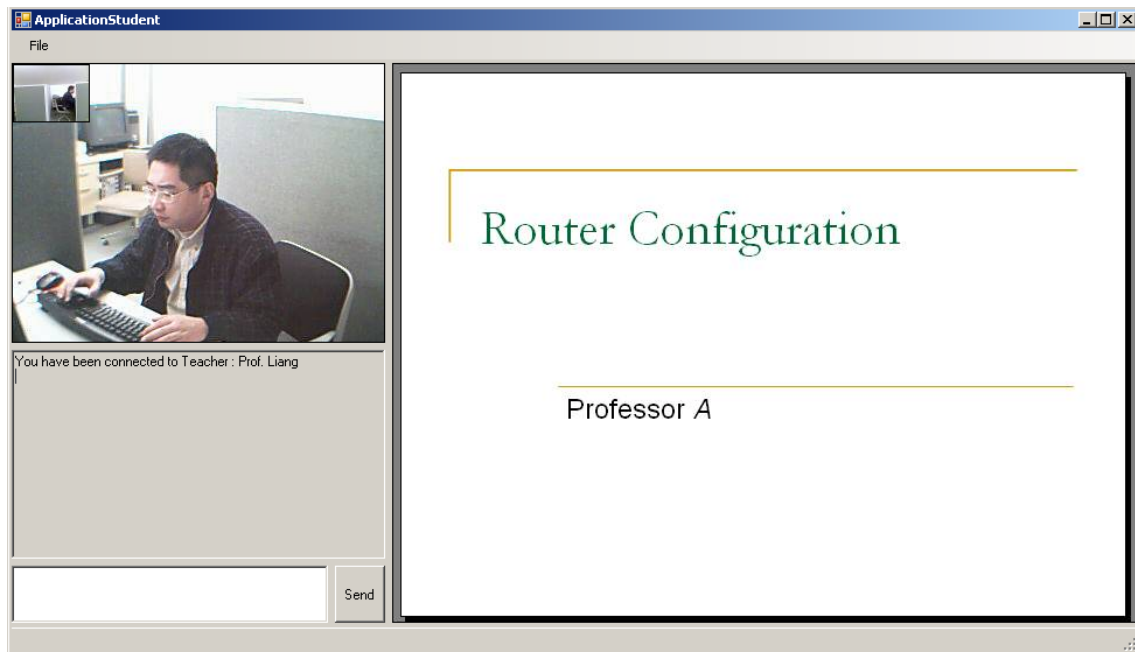 ApplicationStudent
File
You have been connected to Teacher : Prof. Liang
Send
Router Configuration
Professor A